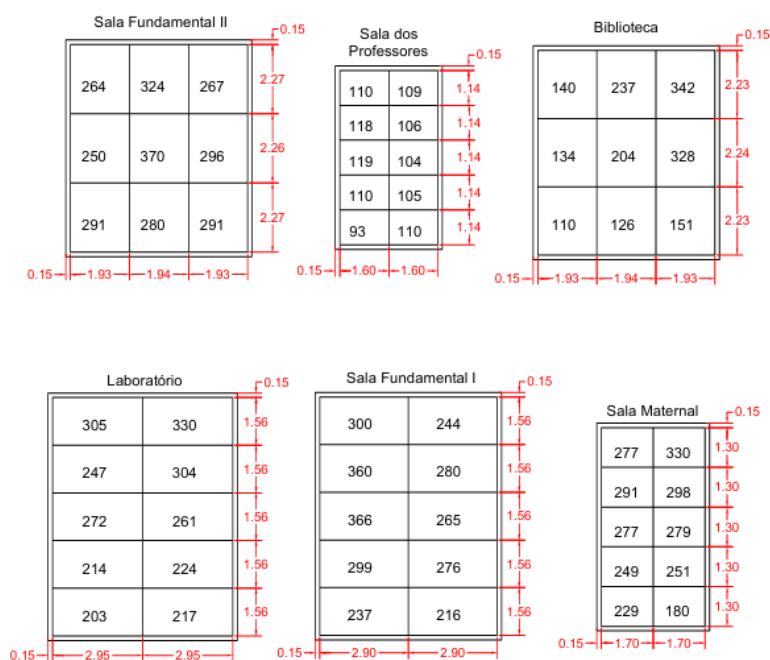 Sala Fundamental II
0.15
264 324 267
2.27
250 370 296
2.26
291 280 291
2.27
0.15 1.93 1.94 1.93
Sala dos
Professores
0.15
110 109
1.14
118 106
1.14
119 104
1.14
110 105
1.14
93 110
1.14
0.15 1.60 1.60
Biblioteca
0.15
140 237 342
2.23
134 204 328
2.24
110 126 151
2.23
0.15 1.93 1.94 1.93
Laboratório
0.15
305 330
1.56
247 304
1.56
272 261
1.56
214 224
1.56
203 217
1.56
0.15 2.95 2.95
Sala Fundamental I
0.15
300 244
1.56
360 280
1.56
366 265
1.56
299 276
1.56
237 216
1.56
0.15 2.90 2.90
Sala Maternal
0.15
277 330
1.30
291 298
1.30
277 279
1.30
249 251
1.30
229 180
1.30
0.15 1.70 1.70